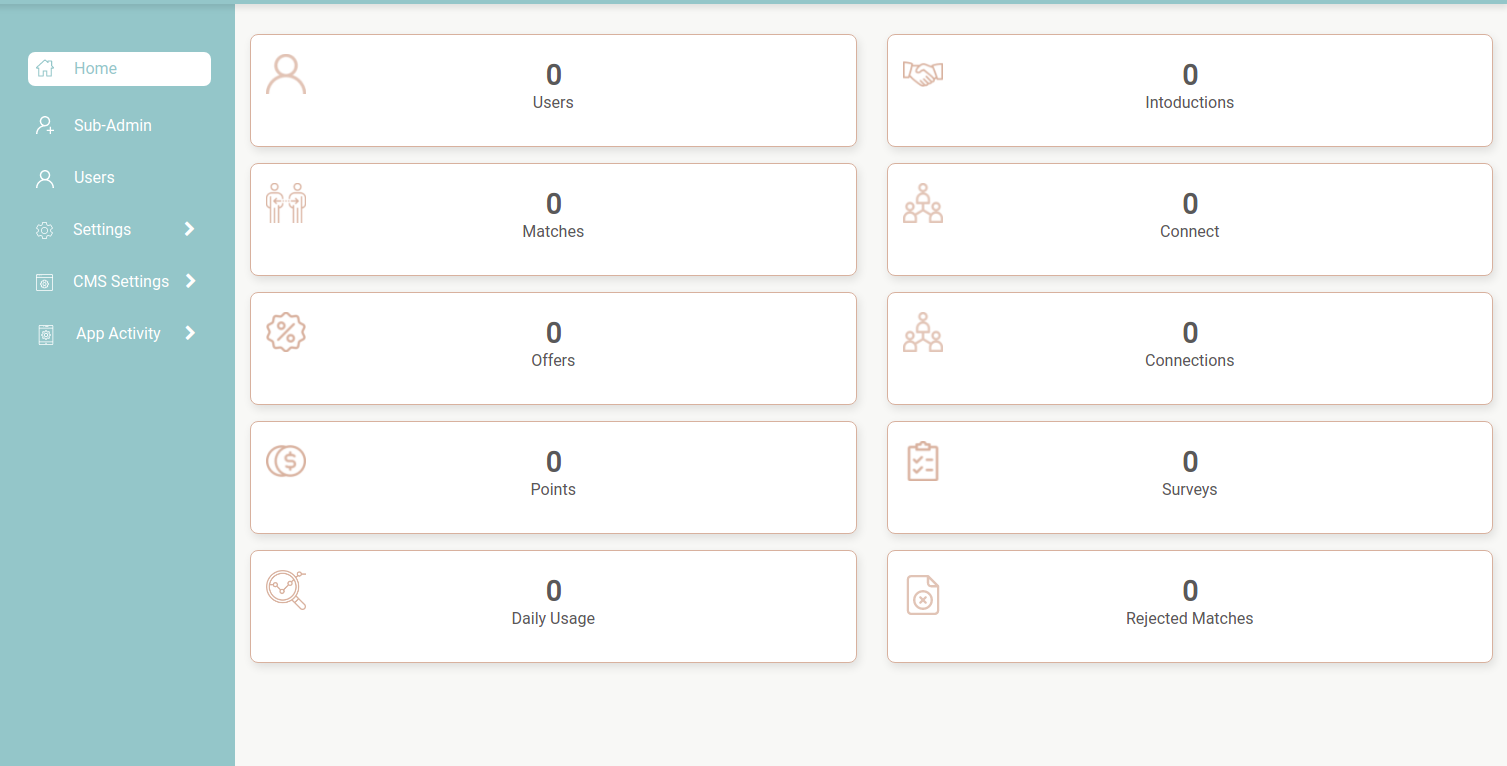 Home
Sub-Admin
Users
Settings
CMS Settings
App Activity
0
Users
0
Intoductions
0
Matches
0
Connect
0
Offers
0
Connections
0
Points
0
Surveys
0
Daily Usage
0
Rejected Matches